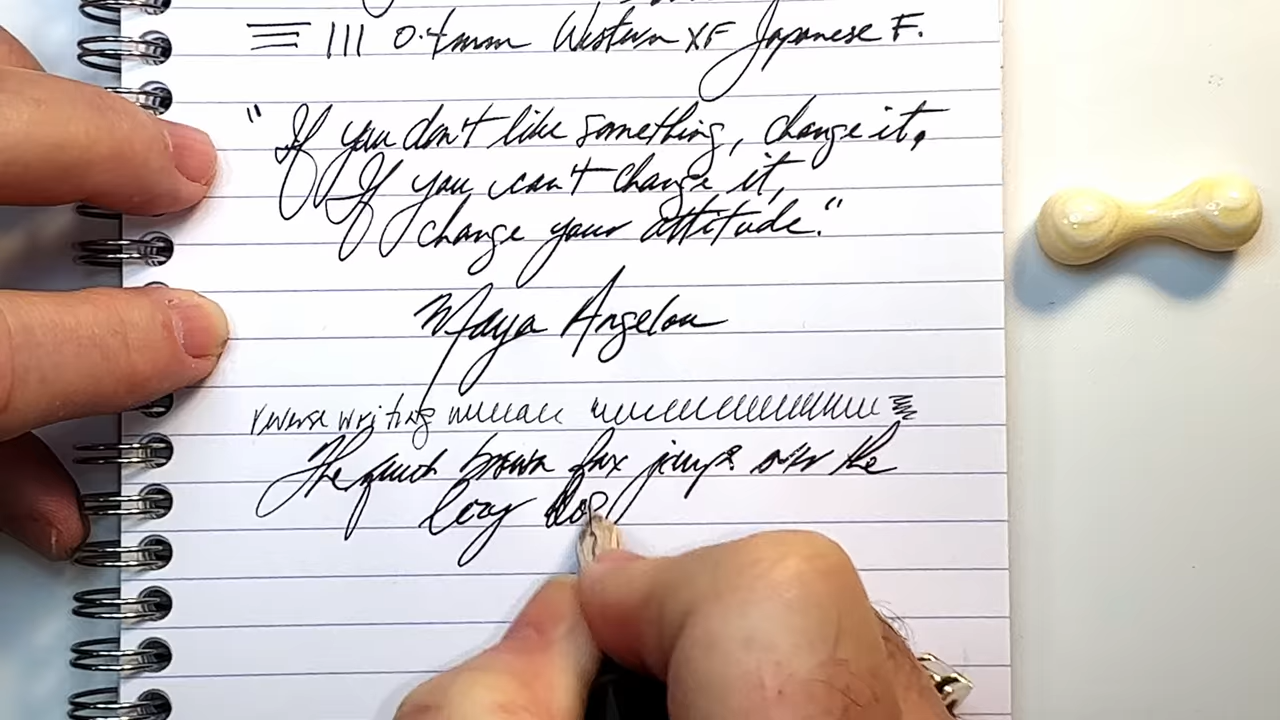 0.4mm Western XF Japanese F.
"If you don't like something, change it.
If you can't change it,
change your attitude."
Maya Angelou
reverse writing
The quick brown fox jumps over the
lazy dog